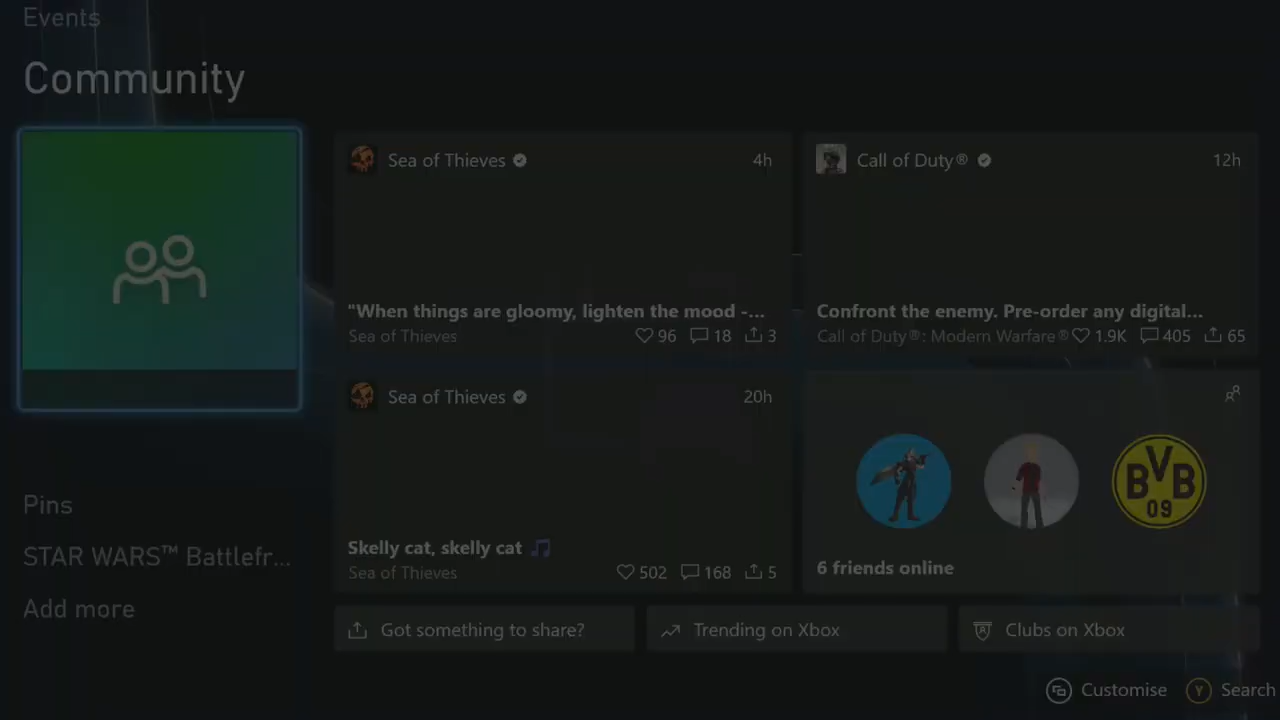 Events
Community
Sea of Thieves
4h
"When things are gloomy, lighten the mood -...
Sea of Thieves
96
18
3
Call of Duty®
12h
Confront the enemy. Pre-order any digital...
Call of Duty®: Modern Warfare®
1.9K
405
65
Sea of Thieves
20h
Skelly cat, skelly cat 🎵
Sea of Thieves
502
168
5
BVB
09
6 friends online
Pins
STAR WARS™ Battlefr...
Add more
Got something to share?
Trending on Xbox
Clubs on Xbox
Customise
Y
Search